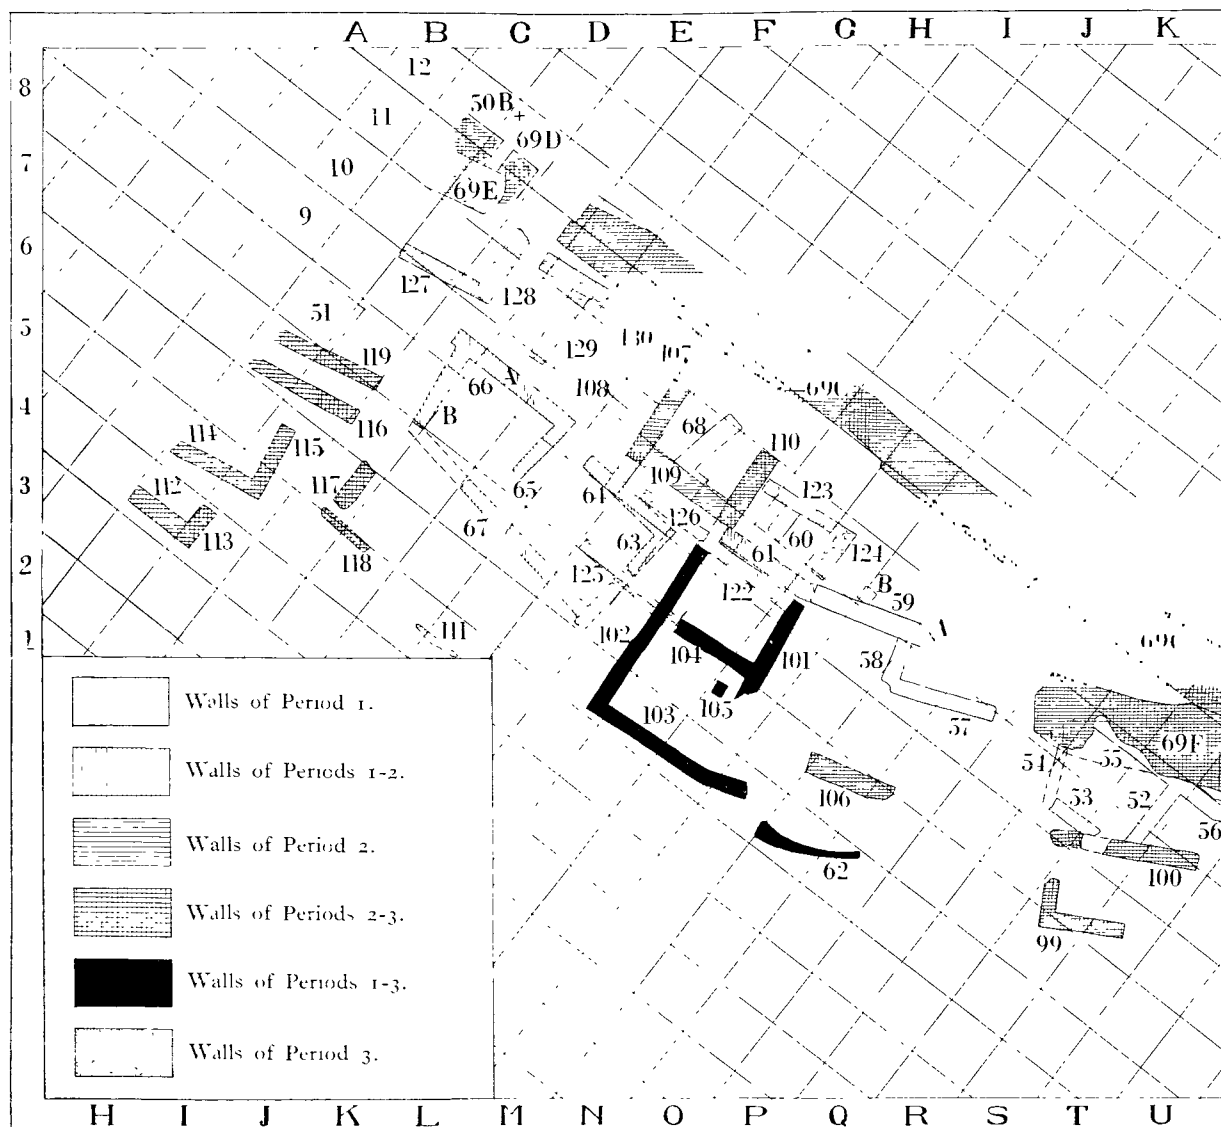 A B C D E F G H I J K
8 12
50B
11
69D
7 10
69E
9
6
127 128
51
5 130
129 107
119
66 A
108 69C
4
B 68
116
114 115 110
109
3 112 117 65 64 123
126
67
113 118 63 61 60 124
2 125 122 B
59
102
1 111 104 101 58 69C
Walls of Period 1.
105
103 57
69F
54 55
Walls of Periods 1-2.
106 53 52
56
Walls of Period 2.
62 100
Walls of Periods 2-3.
99
Walls of Periods 1-3.
Walls of Period 3.
H I J K L M N O P Q R S T U